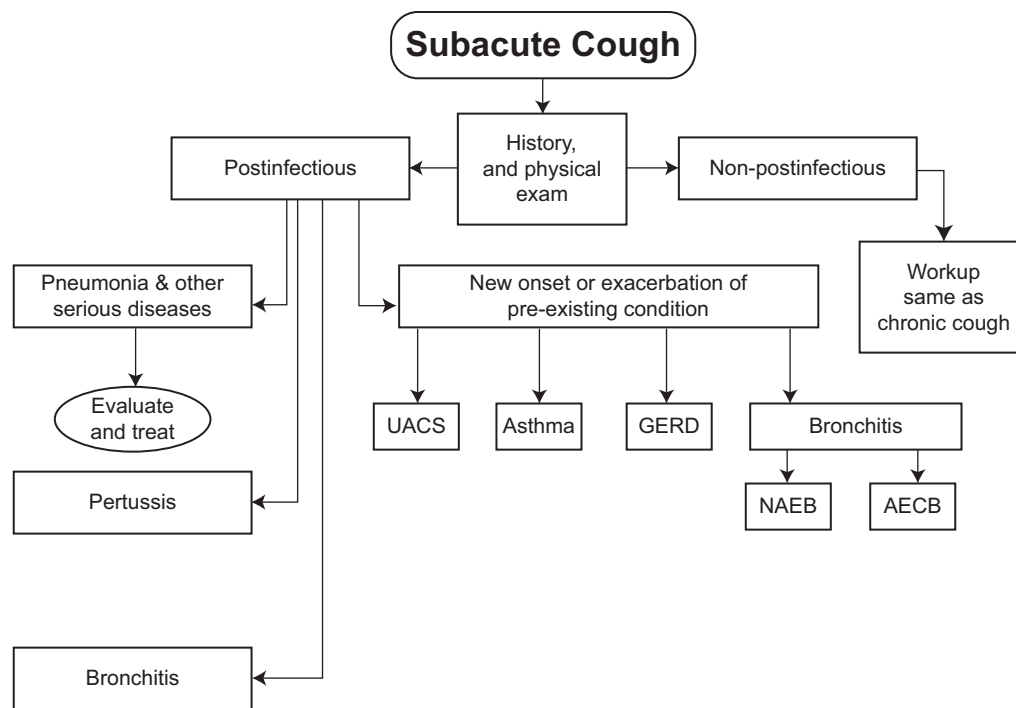 Subacute Cough
History,
and physical
exam
Postinfectious
Non-postinfectious
Pneumonia & other
serious diseases
New onset or exacerbation of
pre-existing condition
Workup
same as
chronic cough
Evaluate
and treat
UACS
Asthma
GERD
Bronchitis
Pertussis
NAEB
AECB
Bronchitis